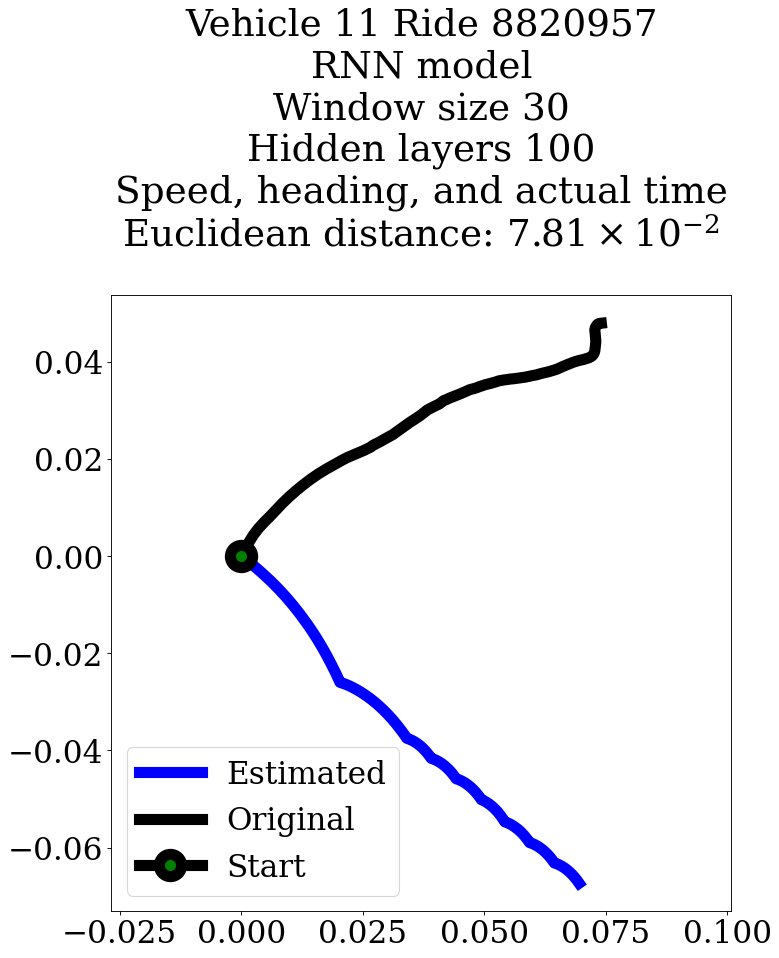 Vehicle 11 Ride 8820957
RNN model
Window size 30
Hidden layers 100
Speed, heading, and actual time
Euclidean distance: 7.81 × 10⁻²
0.04
0.02
0.00
−0.02
−0.04
−0.06
Estimated
Original
Start
−0.025 0.000 0.025 0.050 0.075 0.100